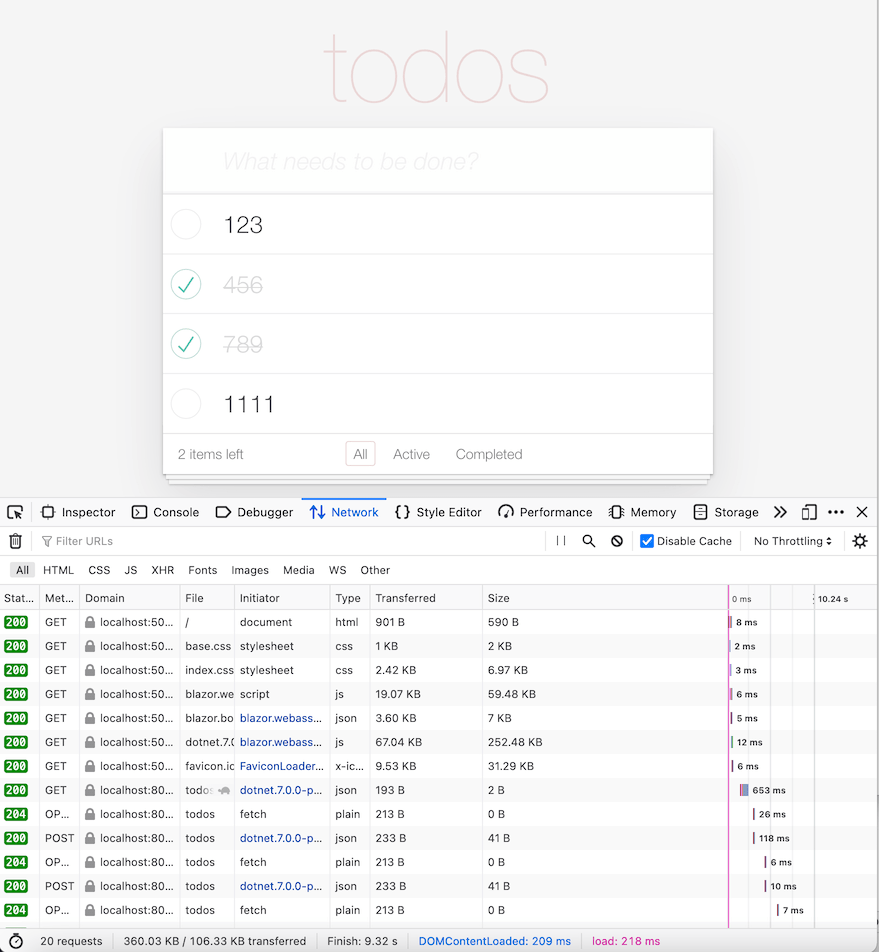 todos
What needs to be done?
123
456
789
1111
2 items left All Active Completed
Inspector Console Debugger Network Style Editor Performance Memory Storage
Filter URLs Disable Cache No Throttling
All HTML CSS JS XHR Fonts Images Media WS Other
Stat... Met... Domain File Initiator Type Transferred Size 0 ms 10.24 s
200 GET localhost:50... / document html 901 B 590 B 8 ms
200 GET localhost:50... base.css stylesheet css 1 KB 2 KB 2 ms
200 GET localhost:50... index.css stylesheet css 2.42 KB 6.97 KB 3 ms
200 GET localhost:50... blazor.we script js 19.07 KB 59.48 KB 6 ms
200 GET localhost:50... blazor.bo blazor.webass... json 3.60 KB 7 KB 5 ms
200 GET localhost:50... dotnet.7.0 blazor.webass... js 67.04 KB 252.48 KB 12 ms
200 GET localhost:50... favicon.ic FaviconLoader... x-ic... 9.53 KB 31.29 KB 6 ms
200 GET localhost:80... todos dotnet.7.0.0-p... json 193 B 2 B 653 ms
204 OP... localhost:80... todos fetch plain 213 B 0 B 26 ms
200 POST localhost:80... todos dotnet.7.0.0-p... json 233 B 41 B 118 ms
204 OP... localhost:80... todos fetch plain 213 B 0 B 6 ms
200 POST localhost:80... todos dotnet.7.0.0-p... json 233 B 41 B 10 ms
204 OP... localhost:80... todos fetch plain 213 B 0 B 7 ms
20 requests 360.03 KB / 106.33 KB transferred Finish: 9.32 s DOMContentLoaded: 209 ms load: 218 ms